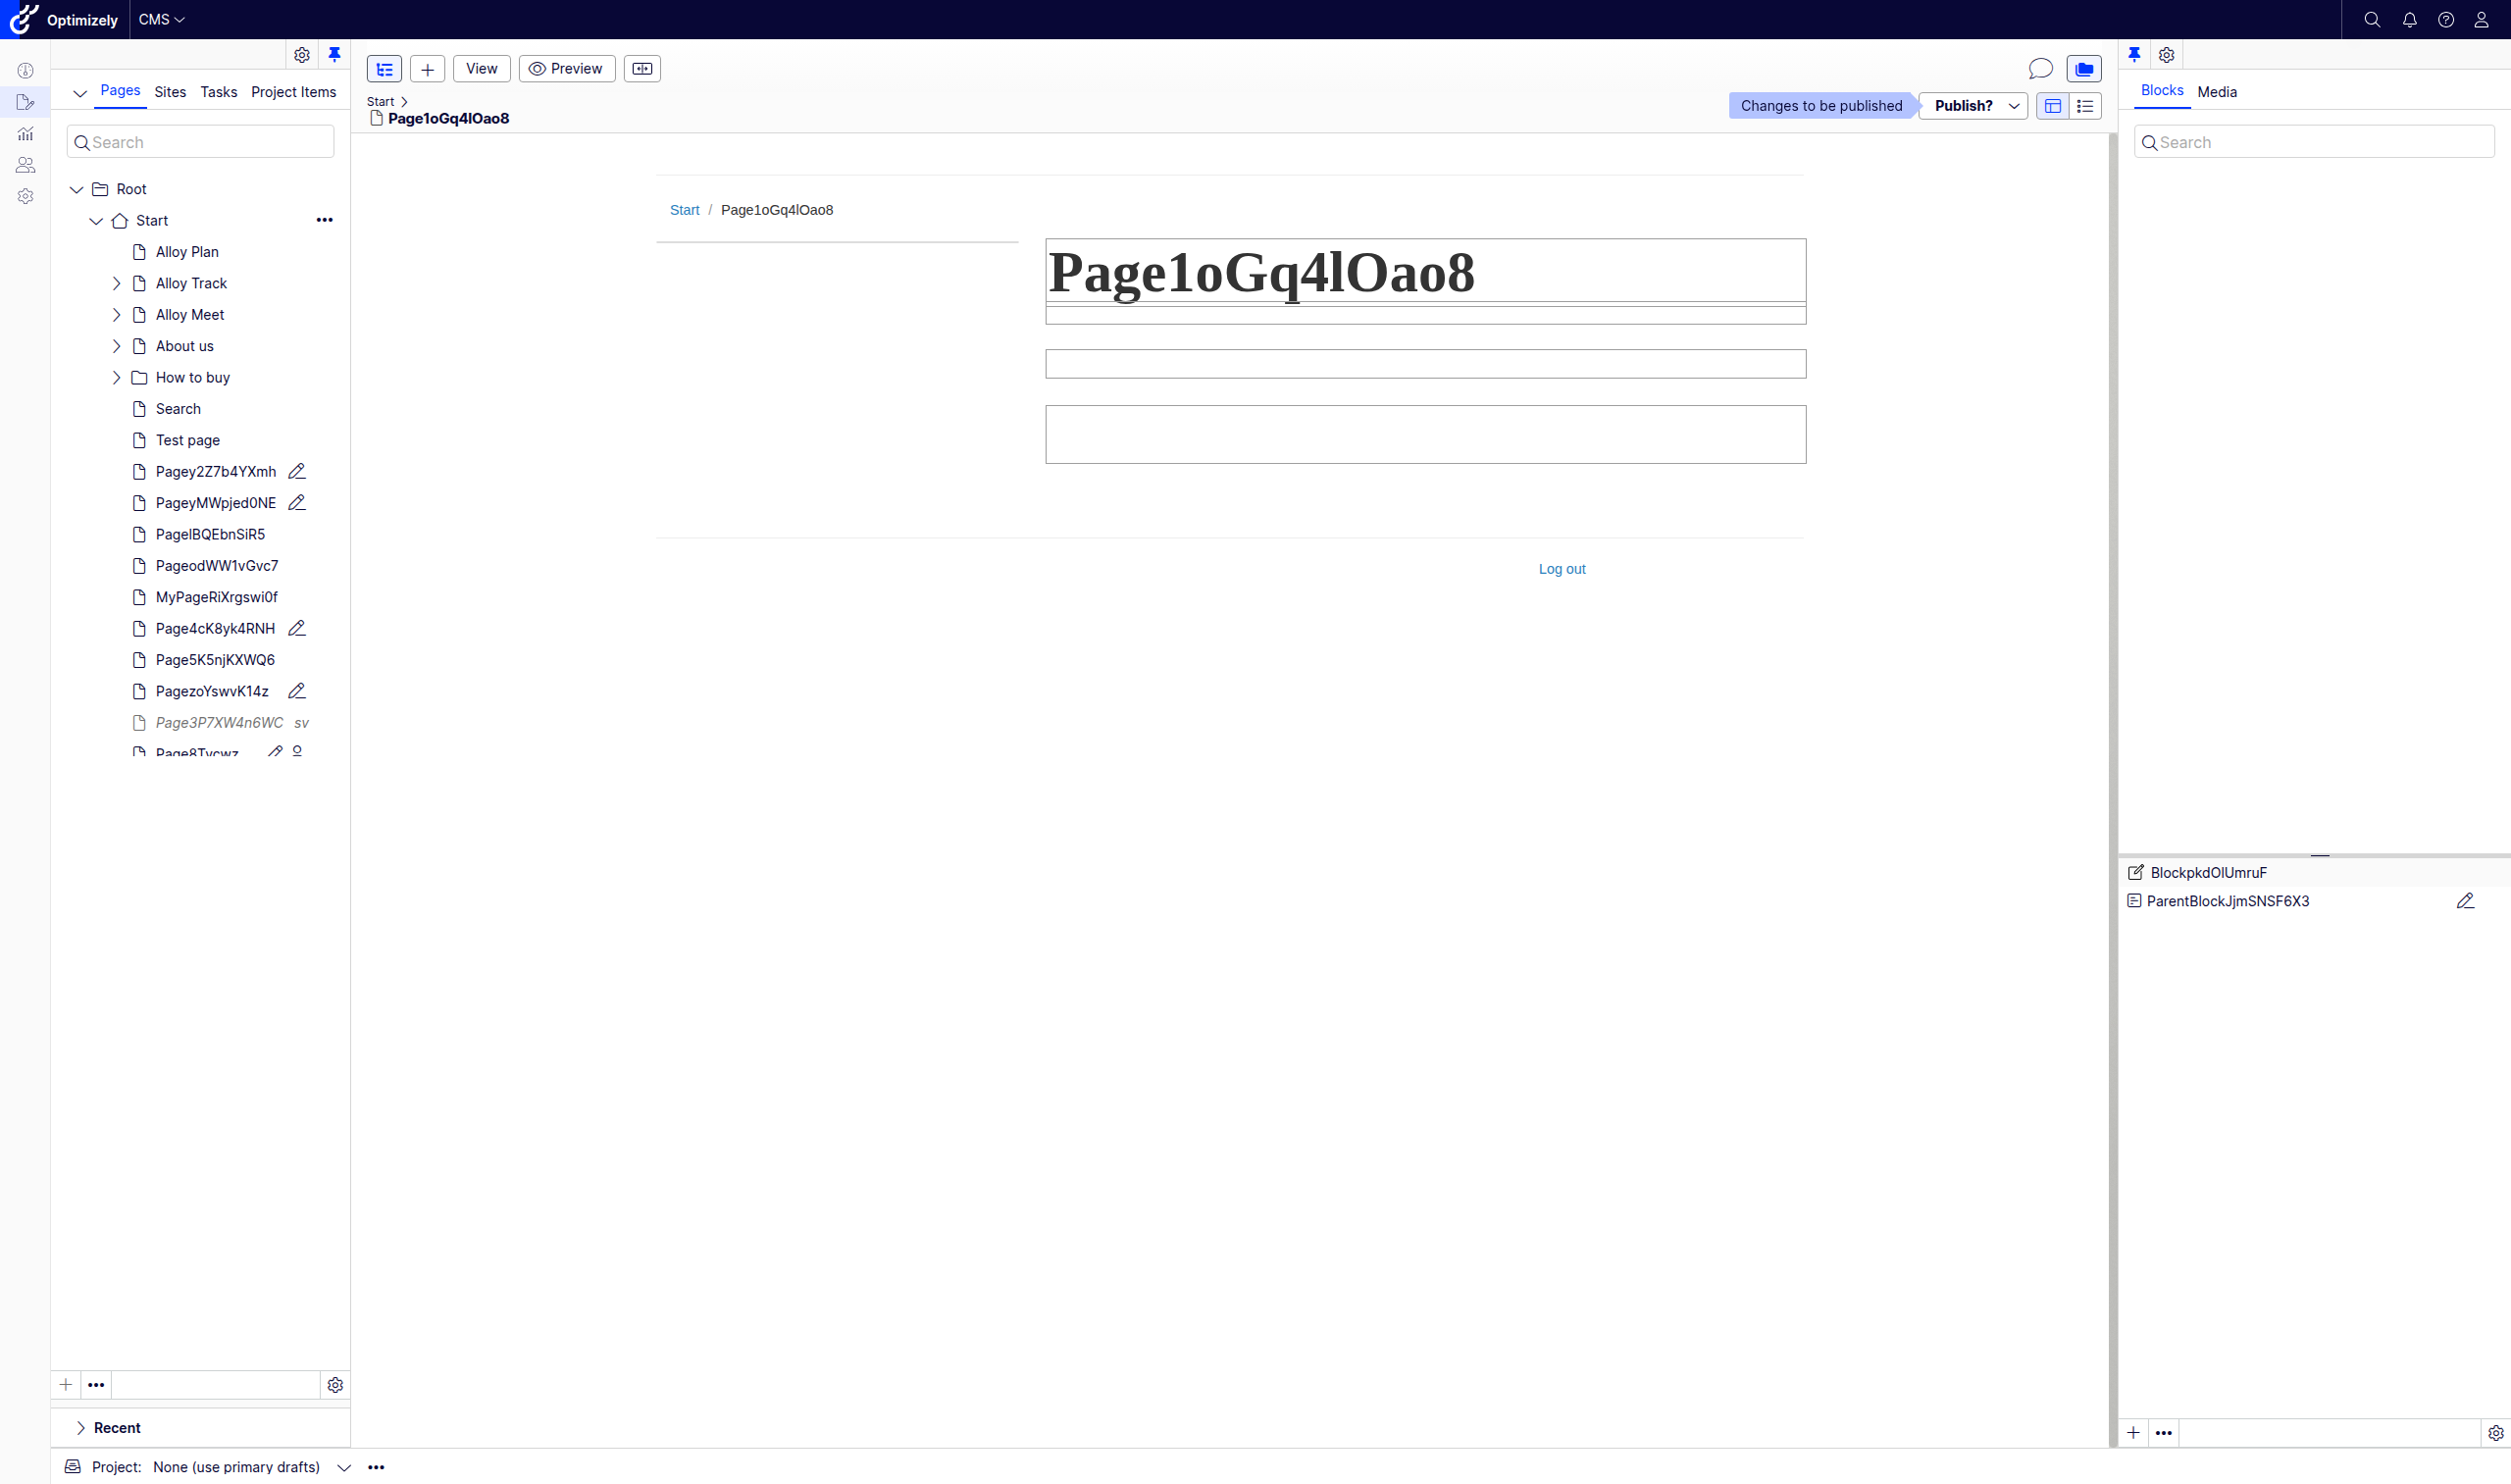 Optimizely CMS
Pages Sites Tasks Project Items
Search
Root
Start
Alloy Plan
Alloy Track
Alloy Meet
About us
How to buy
Search
Test page
Pagey2Z7b4YXmh
PageyMWpjed0NE
PagelBQEbnSiR5
PageodWW1vGvc7
MyPageRiXrgswi0f
Page4cK8yk4RNH
Page5K5njKXWQ6
PagezoYswvK14z
Page3P7XW4n6WC sv
Page8Tvcwz
Recent
Project: None (use primary drafts)
View Preview
Start
Page1oGq4lOao8
Changes to be published Publish?
Start / Page1oGq4lOao8
Page1oGq4lOao8
Log out
Blocks Media
Search
BlockpkdOlUmruF
ParentBlockJjmSNSF6X3